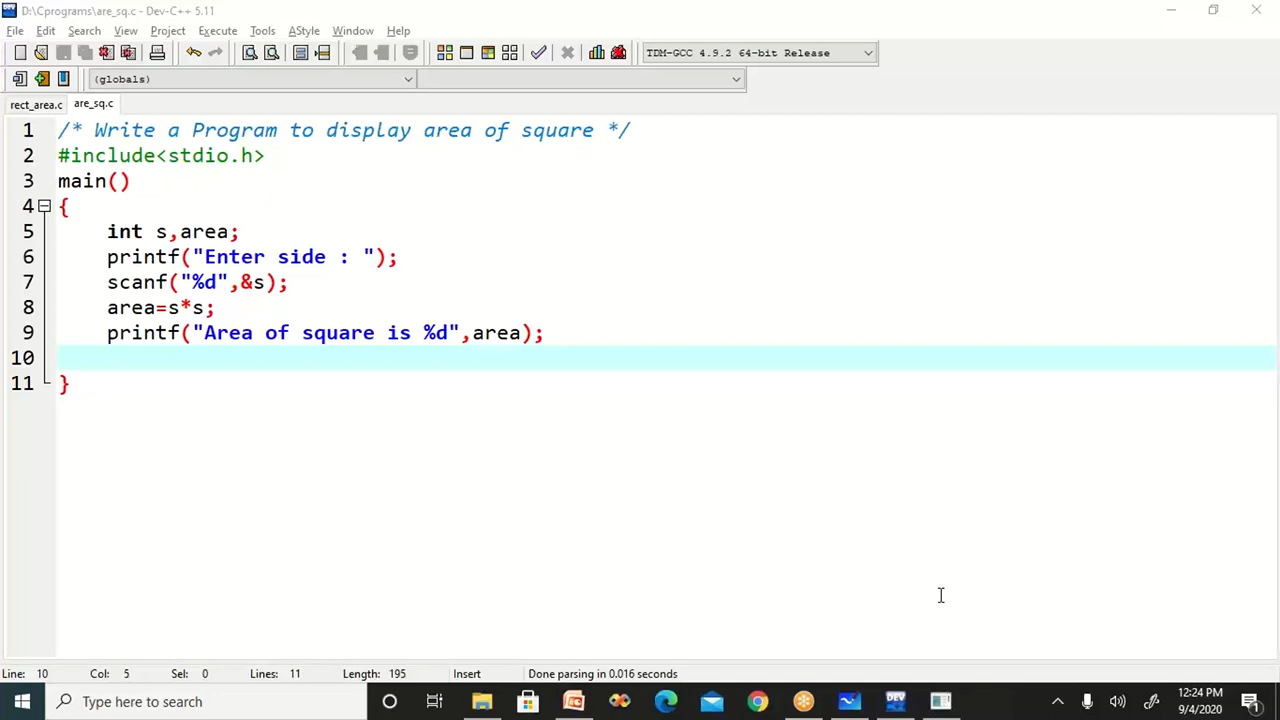 D:\Cprograms\are_sq.c - Dev-C++ 5.11
File Edit Search View Project Execute Tools AStyle Window Help
TDM-GCC 4.9.2 64-bit Release
(globals)
rect_area.c are_sq.c
1 /* Write a Program to display area of square */
2 #include<stdio.h>
3 main()
4 {
5 int s,area;
6 printf("Enter side : ");
7 scanf("%d",&s);
8 area=s*s;
9 printf("Area of square is %d",area);
10
11 }
Line: 10 Col: 5 Sel: 0 Lines: 11 Length: 195 Insert Done parsing in 0.016 seconds
Type here to search
12:24 PM
9/4/2020